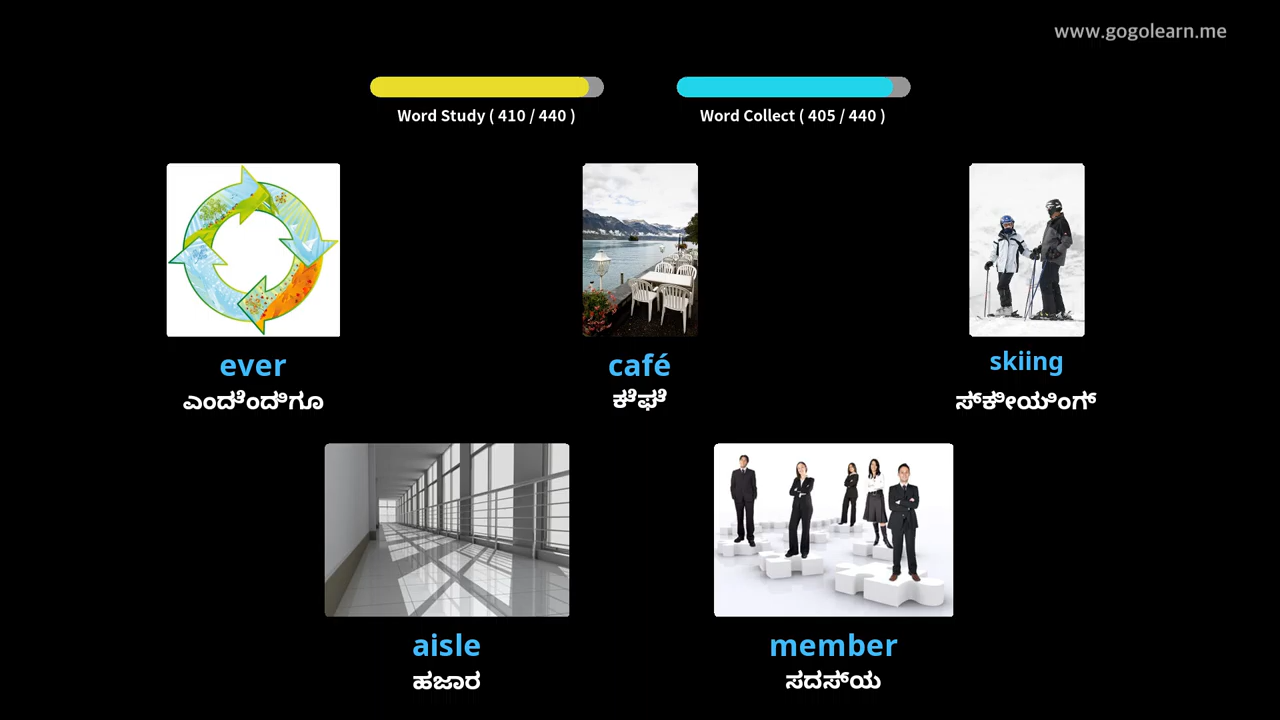 www.gogolearn.me
Word Study ( 410 / 440 )
Word Collect ( 405 / 440 )
ever
ಎಂದೆಂದಿಗೂ
café
ಕೆಫೆ
skiing
ಸ್ಕೀಯಿಂಗ್
aisle
ಹಜಾರ
member
ಸದಸ್ಯ